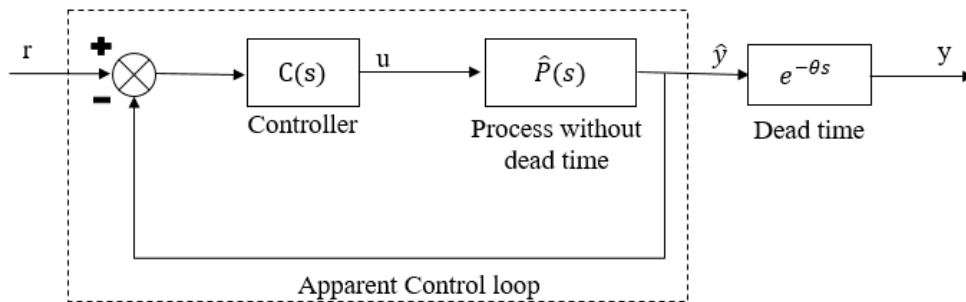 r
+
−
C(s)
Controller
u
P̂(s)
Process without
dead time
ŷ
e^{-θs}
Dead time
y
Apparent Control loop